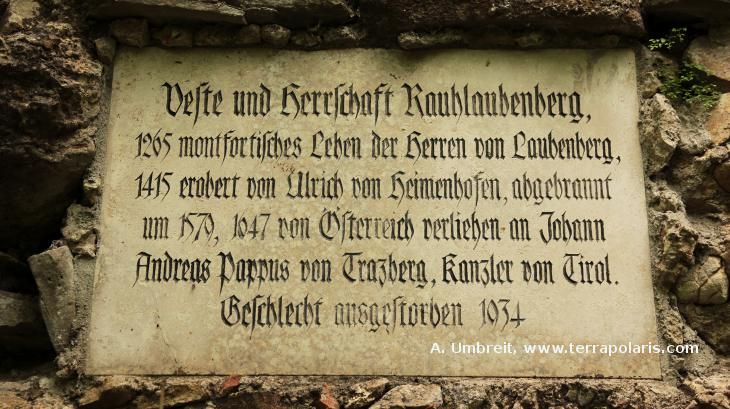 Veste und Herrschaft Rauhlaubenberg,
1265 montfortisches Lehen der Herren von Laubenberg,
1415 erobert von Ulrich von Heimenhofen, abgebrannt
um 1570, 1647 von Österreich verliehen an Johann
Andreas Pappus von Trazberg, Kanzler von Tirol.
Geschlecht ausgestorben 1934
A. Umbreit, www.terrapolaris.com